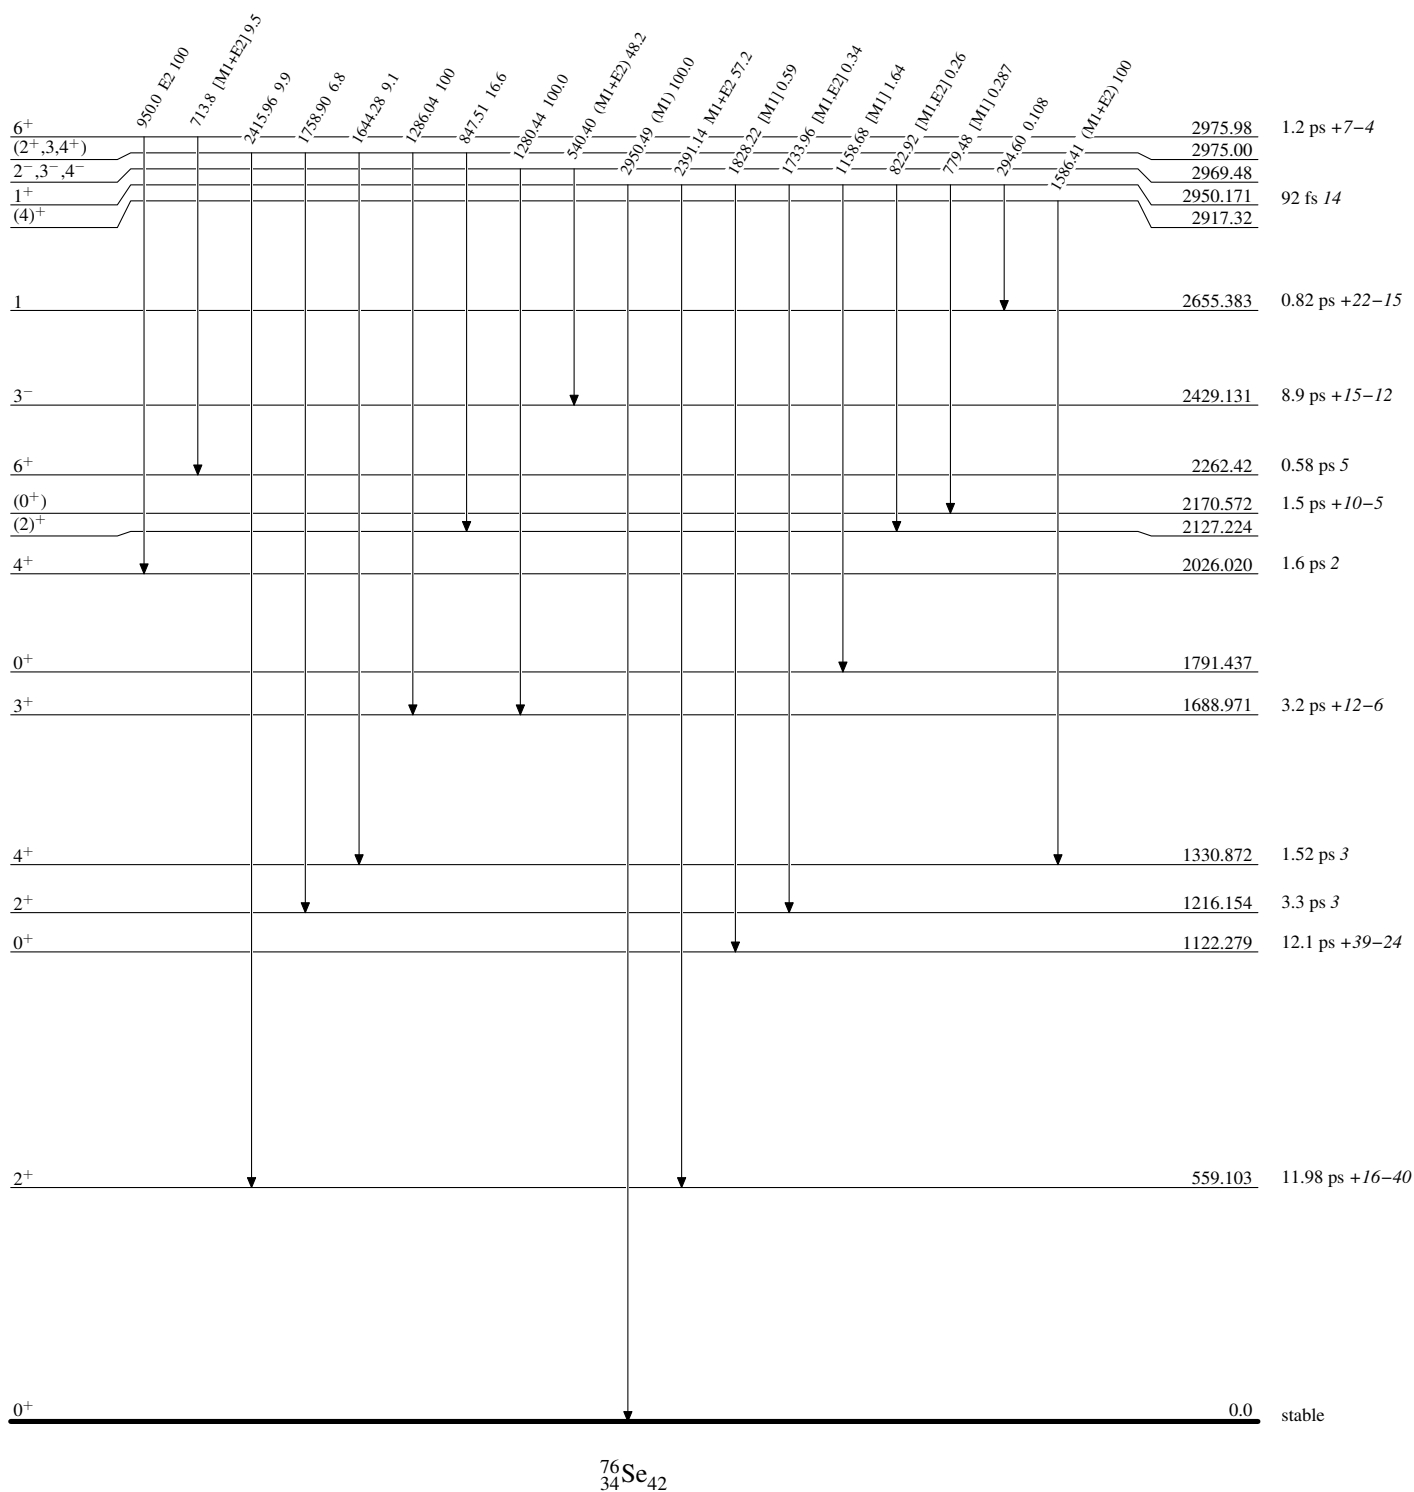 950.0 E2 100
713.8 [M1+E2] 9.5
2415.96 9.9
1758.90 6.8
1644.28 9.1
1286.04 100
847.51 16.6
1280.44 100.0
540.40 (M1+E2) 48.2
2950.49 (M1) 100.0
2391.14 M1+E2 57.2
1828.22 [M1] 0.59
1733.96 [M1,E2] 0.34
1158.68 [M1] 1.64
822.92 [M1,E2] 0.26
779.48 [M1] 0.287
294.60 0.108
1586.41 (M1+E2) 100
6⁺ 2975.98 1.2 ps +7−4
(2⁺,3,4⁺) 2975.00
2⁻,3⁻,4⁻ 2969.48
1⁺ 2950.171 92 fs 14
(4)⁺ 2917.32
1 2655.383 0.82 ps +22−15
3⁻ 2429.131 8.9 ps +15−12
6⁺ 2262.42 0.58 ps 5
(0⁺) 2170.572 1.5 ps +10−5
(2)⁺ 2127.224
4⁺ 2026.020 1.6 ps 2
0⁺ 1791.437
3⁺ 1688.971 3.2 ps +12−6
4⁺ 1330.872 1.52 ps 3
2⁺ 1216.154 3.3 ps 3
0⁺ 1122.279 12.1 ps +39−24
2⁺ 559.103 11.98 ps +16−40
0⁺ 0.0 stable
⁷⁶₃₄Se₄₂